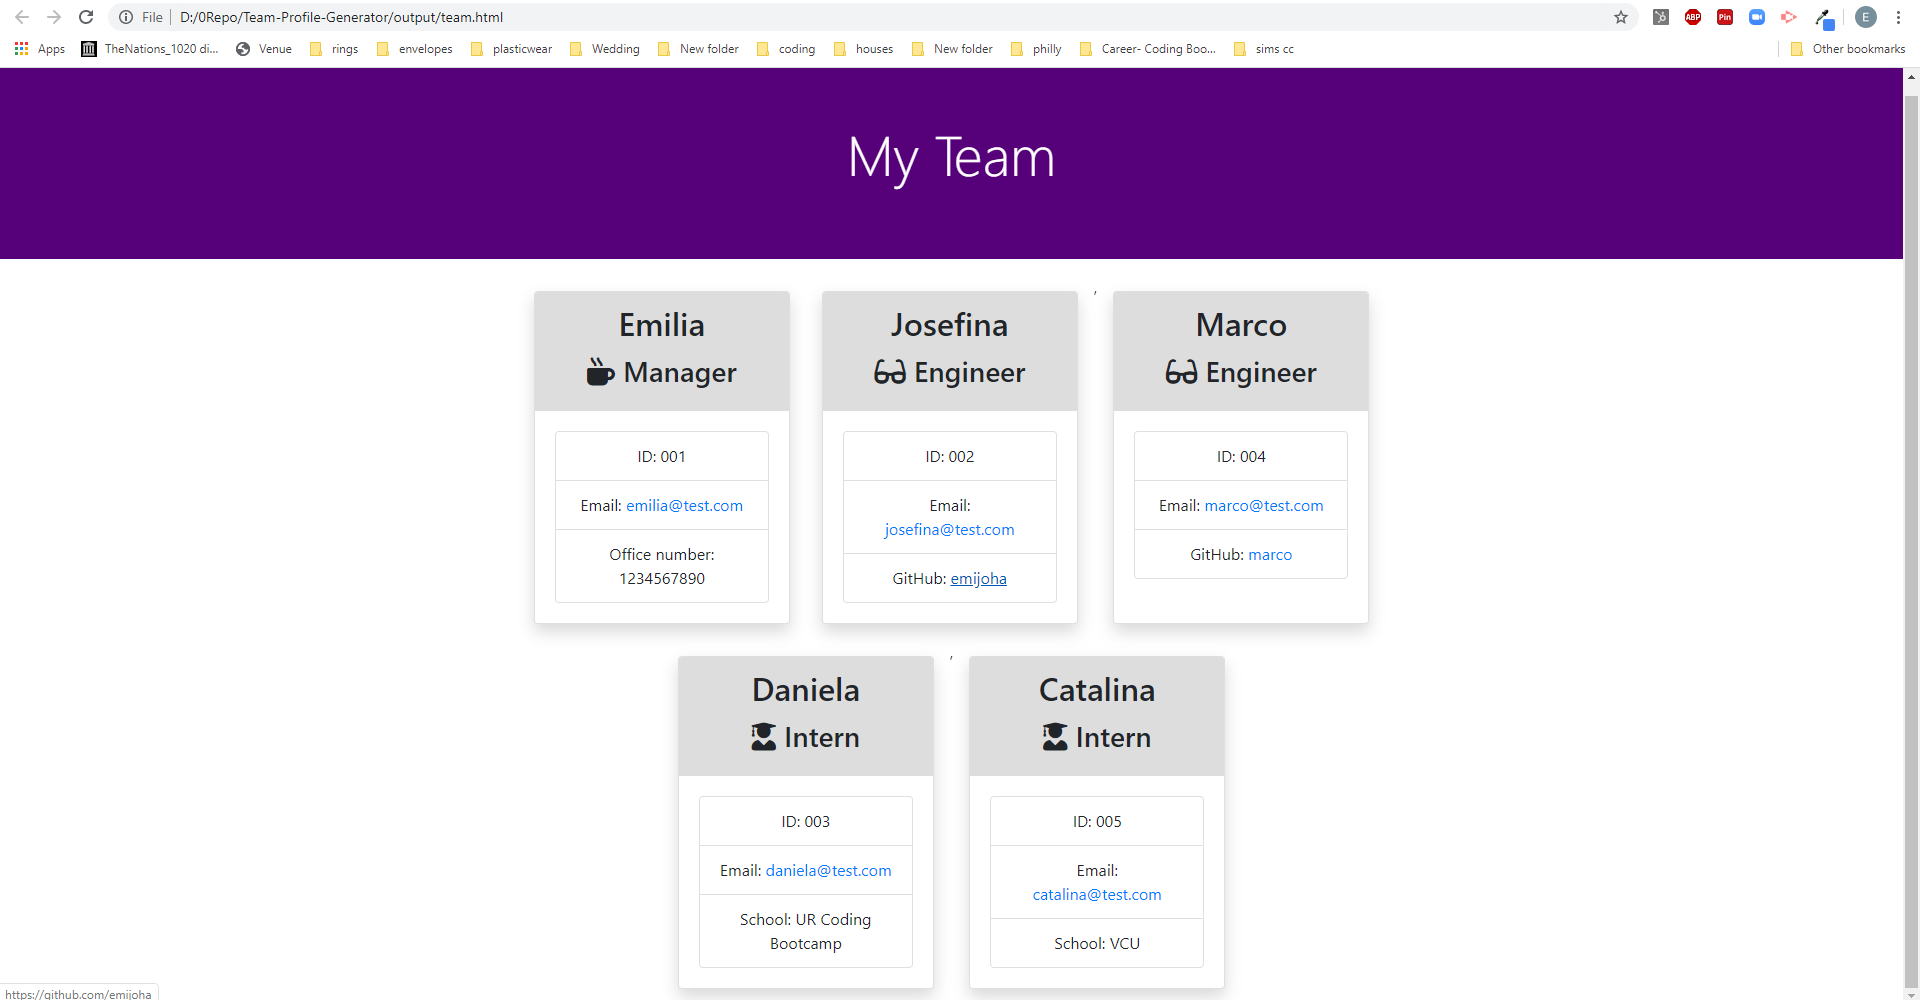 File | D:/0Repo/Team-Profile-Generator/output/team.html
ABP
Pin
E
Apps TheNations_1020 di... Venue rings envelopes plasticwear Wedding New folder coding houses New folder philly Career- Coding Boo... sims cc Other bookmarks
My Team
Emilia
Manager
ID: 001
Email: emilia@test.com
Office number:
1234567890
Josefina
Engineer
ID: 002
Email:
josefina@test.com
GitHub: emijoha
,
Marco
Engineer
ID: 004
Email: marco@test.com
GitHub: marco
Daniela
Intern
ID: 003
Email: daniela@test.com
School: UR Coding
Bootcamp
,
Catalina
Intern
ID: 005
Email:
catalina@test.com
School: VCU
https://github.com/emijoha